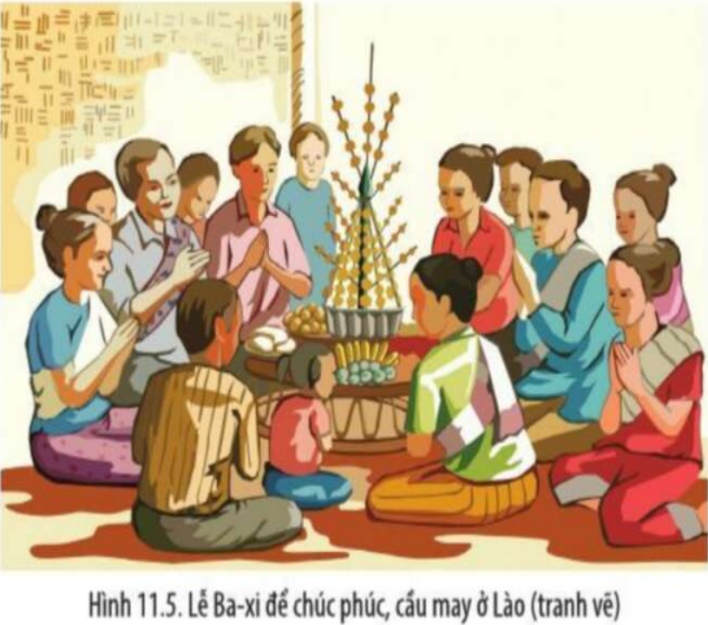 Hình 11.5. Lễ Ba-xi để chúc phúc, cầu may ở Lào (tranh vẽ)